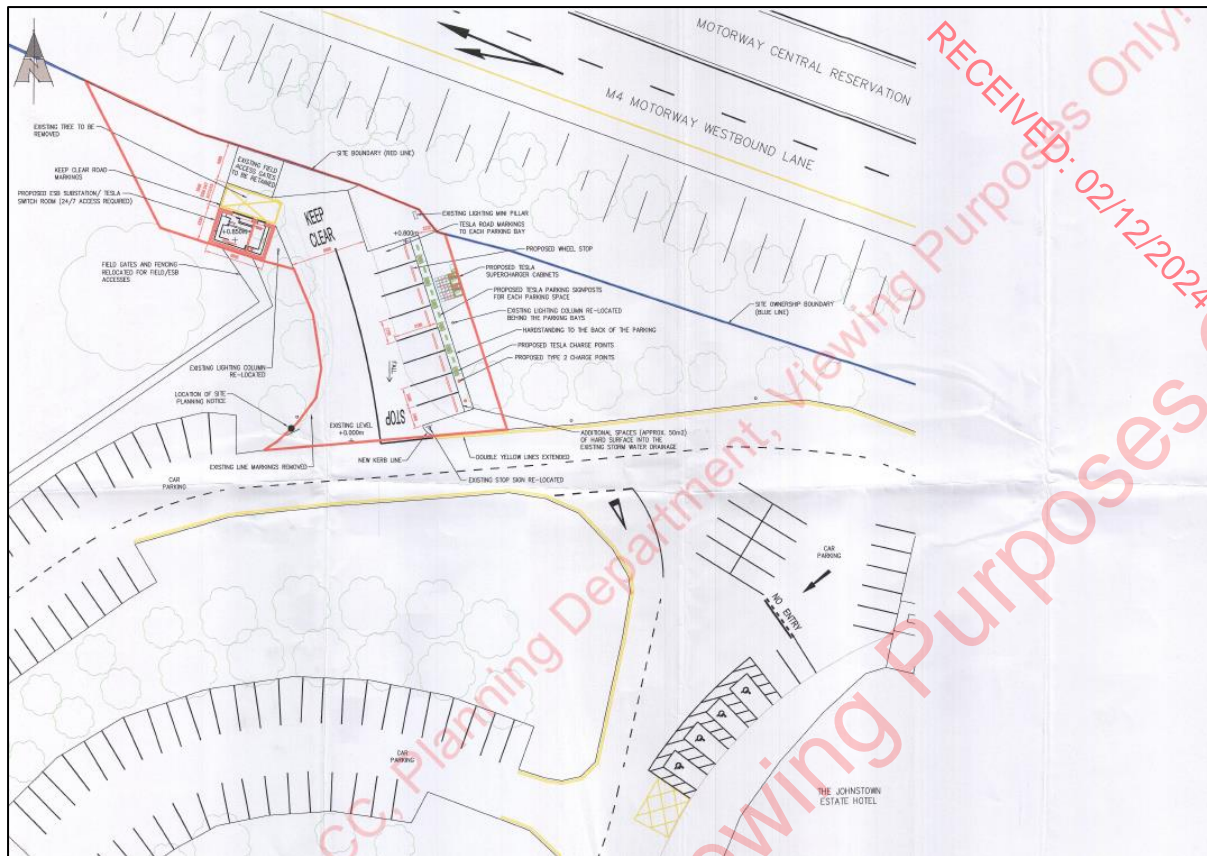 MOTORWAY CENTRAL RESERVATION
M4 MOTORWAY WESTBOUND LANE
RECEIVED: 02/12/2024
CC, Planning Department, Viewing Purposes Only!
EXISTING TREE TO BE
REMOVED
KEEP CLEAR ROAD
MARKINGS
PROPOSED ESB SUBSTATION/ TESLA
SWITCH ROOM (24/7 ACCESS REQUIRED)
EXISTING FIELD
ACCESS GATES
TO BE RETAINED
+0.850m
SITE BOUNDARY (RED LINE)
KEEP
CLEAR
EXISTING LIGHTING MINI PILLAR
TESLA ROAD MARKINGS
TO EACH PARKING BAY
+0.800m
PROPOSED WHEEL STOP
PROPOSED TESLA
SUPERCHARGER CABINETS
PROPOSED TESLA PARKING SIGNPOSTS
FOR EACH PARKING SPACE
EXISTING LIGHTING COLUMN RE-LOCATED
BEHIND THE PARKING BAYS
HARDSTANDING TO THE BACK OF THE PARKING
PROPOSED TESLA CHARGE POINTS
PROPOSED TYPE 2 CHARGE POINTS
SITE OWNERSHIP BOUNDARY
(BLUE LINE)
FIELD GATES AND FENCING
RELOCATED FOR FIELD/ESB
ACCESSES
EXISTING LIGHTING COLUMN
RE-LOCATED
LOCATION OF SITE
PLANNING NOTICE
FALL
STOP
EXISTING LEVEL
+0.000m
ADDITIONAL SPACES (APPROX. 50m2)
OF HARD SURFACE INTO THE
EXISTING STORM WATER DRAINAGE
EXISTING LINE MARKINGS REMOVED
NEW KERB LINE
DOUBLE YELLOW LINES EXTENDED
EXISTING STOP SIGN RE-LOCATED
CAR
PARKING
CAR
PARKING
NO ENTRY
CAR
PARKING
THE JOHNSTOWN
ESTATE HOTEL
owing Purposes